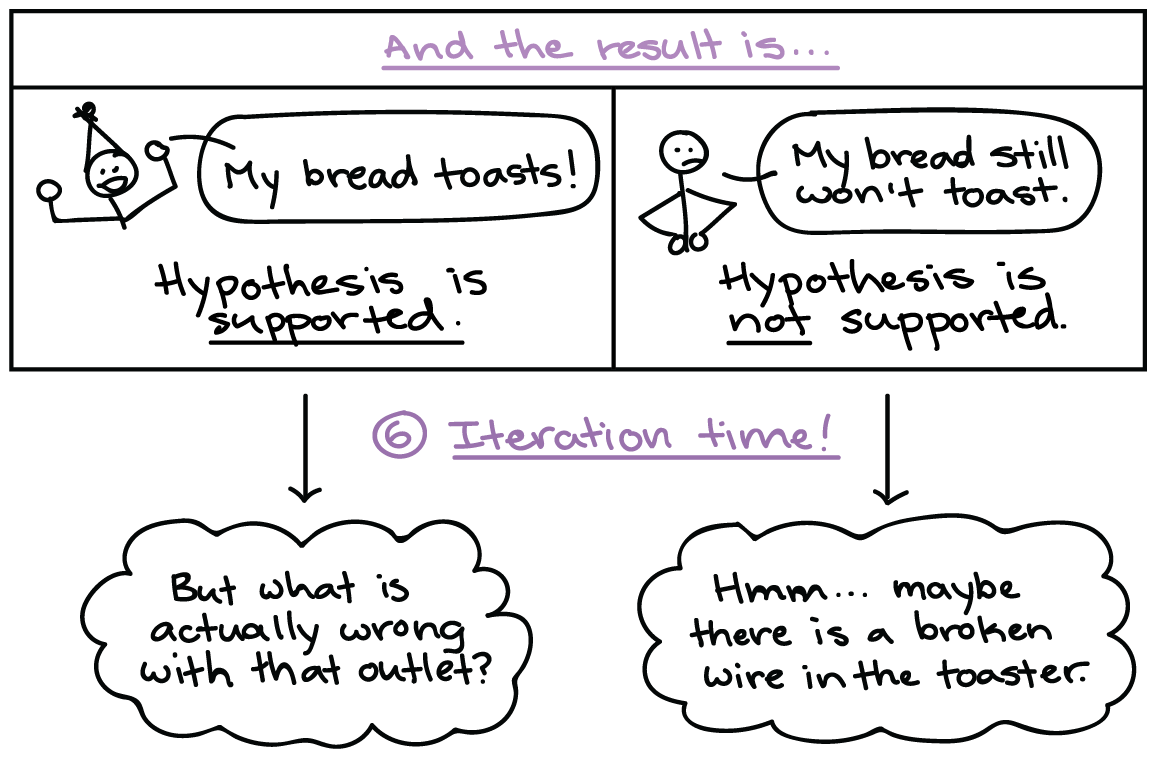 And the result is...
My bread toasts!
Hypothesis is
supported.
My bread still
won't toast.
Hypothesis is
not supported.
6 Iteration time!
But what is
actually wrong
with that outlet?
Hmm... maybe
there is a broken
wire in the toaster.